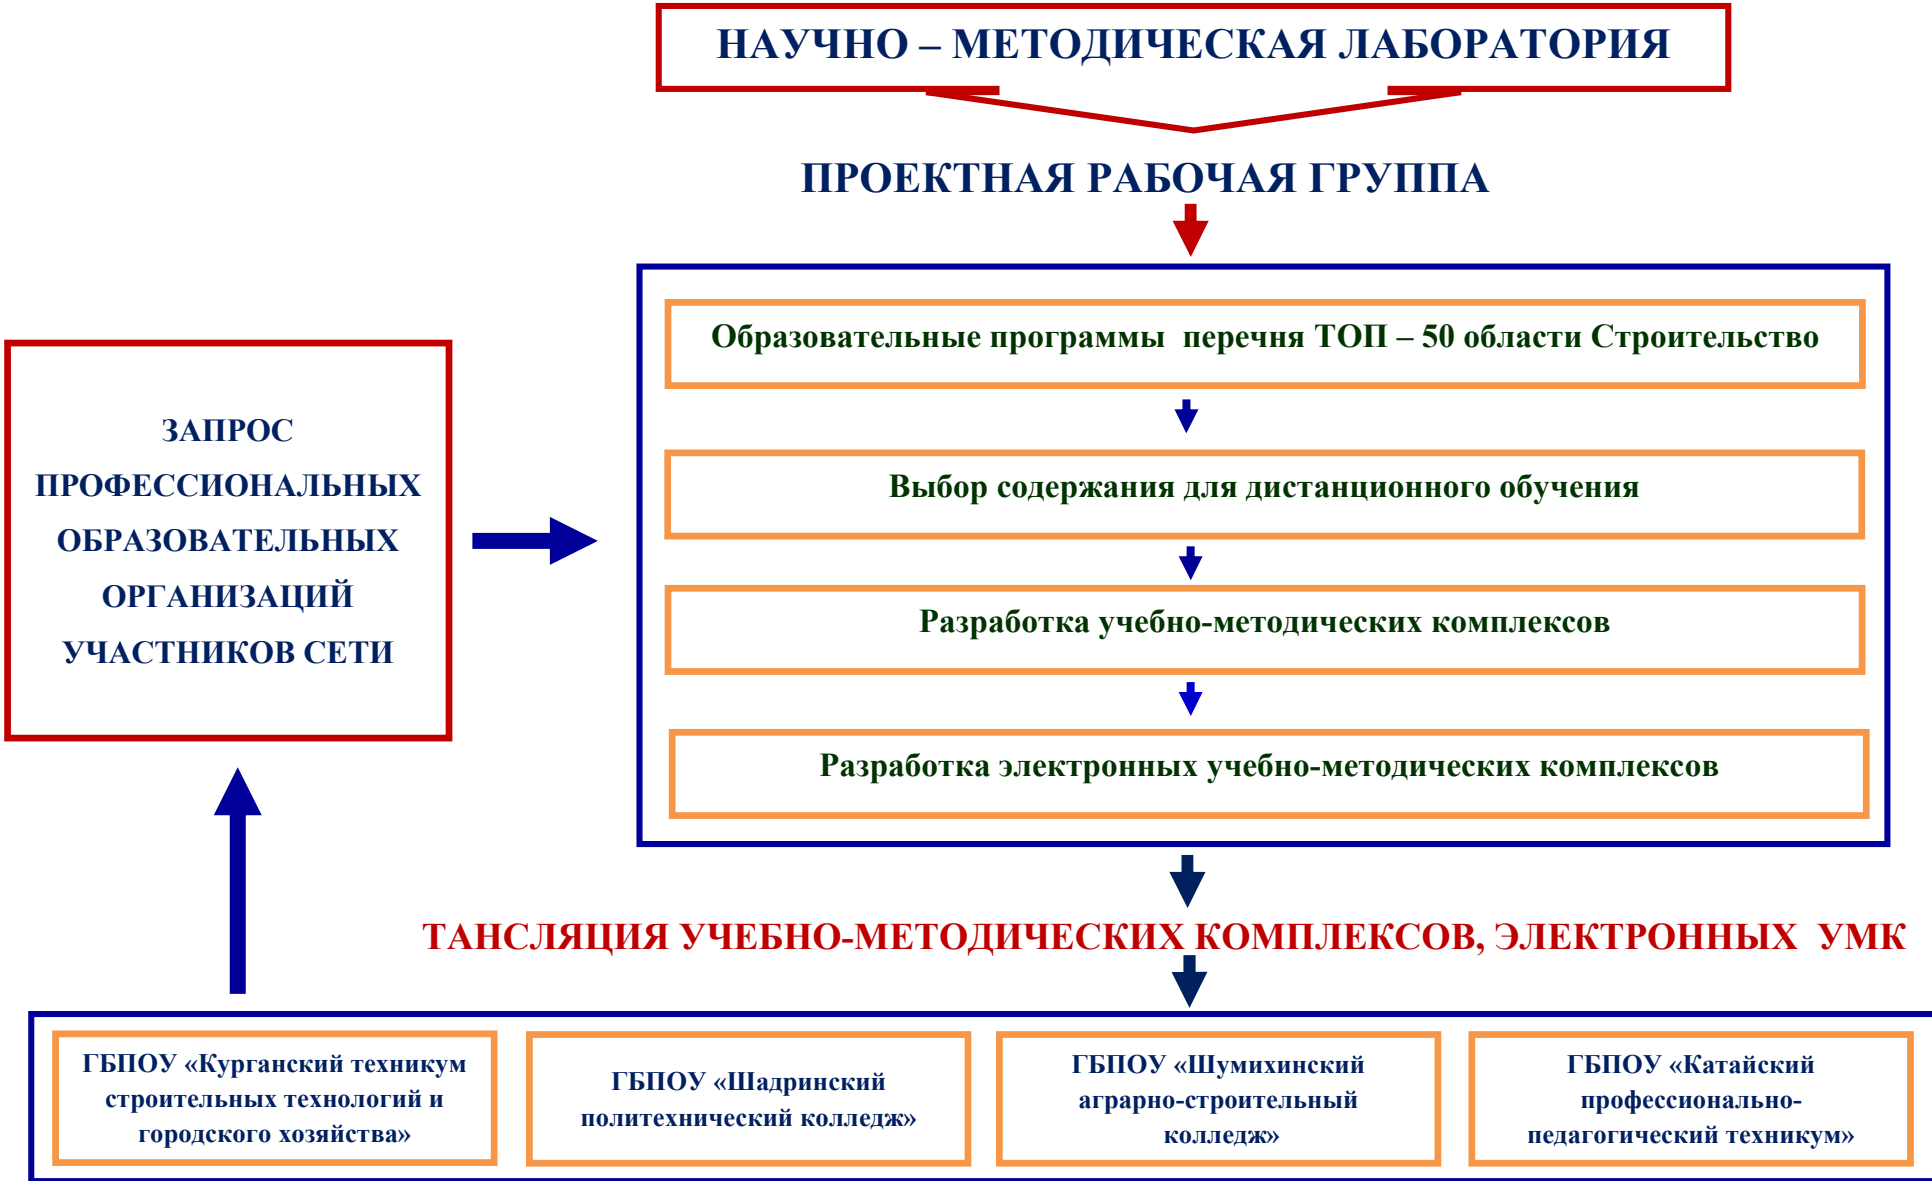 НАУЧНО – МЕТОДИЧЕСКАЯ ЛАБОРАТОРИЯ
ПРОЕКТНАЯ РАБОЧАЯ ГРУППА
Образовательные программы перечня ТОП – 50 области Строительство
Выбор содержания для дистанционного обучения
Разработка учебно-методических комплексов
Разработка электронных учебно-методических комплексов
ЗАПРОС
ПРОФЕССИОНАЛЬНЫХ
ОБРАЗОВАТЕЛЬНЫХ
ОРГАНИЗАЦИЙ
УЧАСТНИКОВ СЕТИ
ТАНСЛЯЦИЯ УЧЕБНО-МЕТОДИЧЕСКИХ КОМПЛЕКСОВ, ЭЛЕКТРОННЫХ УМК
ГБПОУ «Курганский техникум
строительных технологий и
городского хозяйства»
ГБПОУ «Шадринский
политехнический колледж»
ГБПОУ «Шумихинский
аграрно-строительный
колледж»
ГБПОУ «Катайский
профессионально-
педагогический техникум»